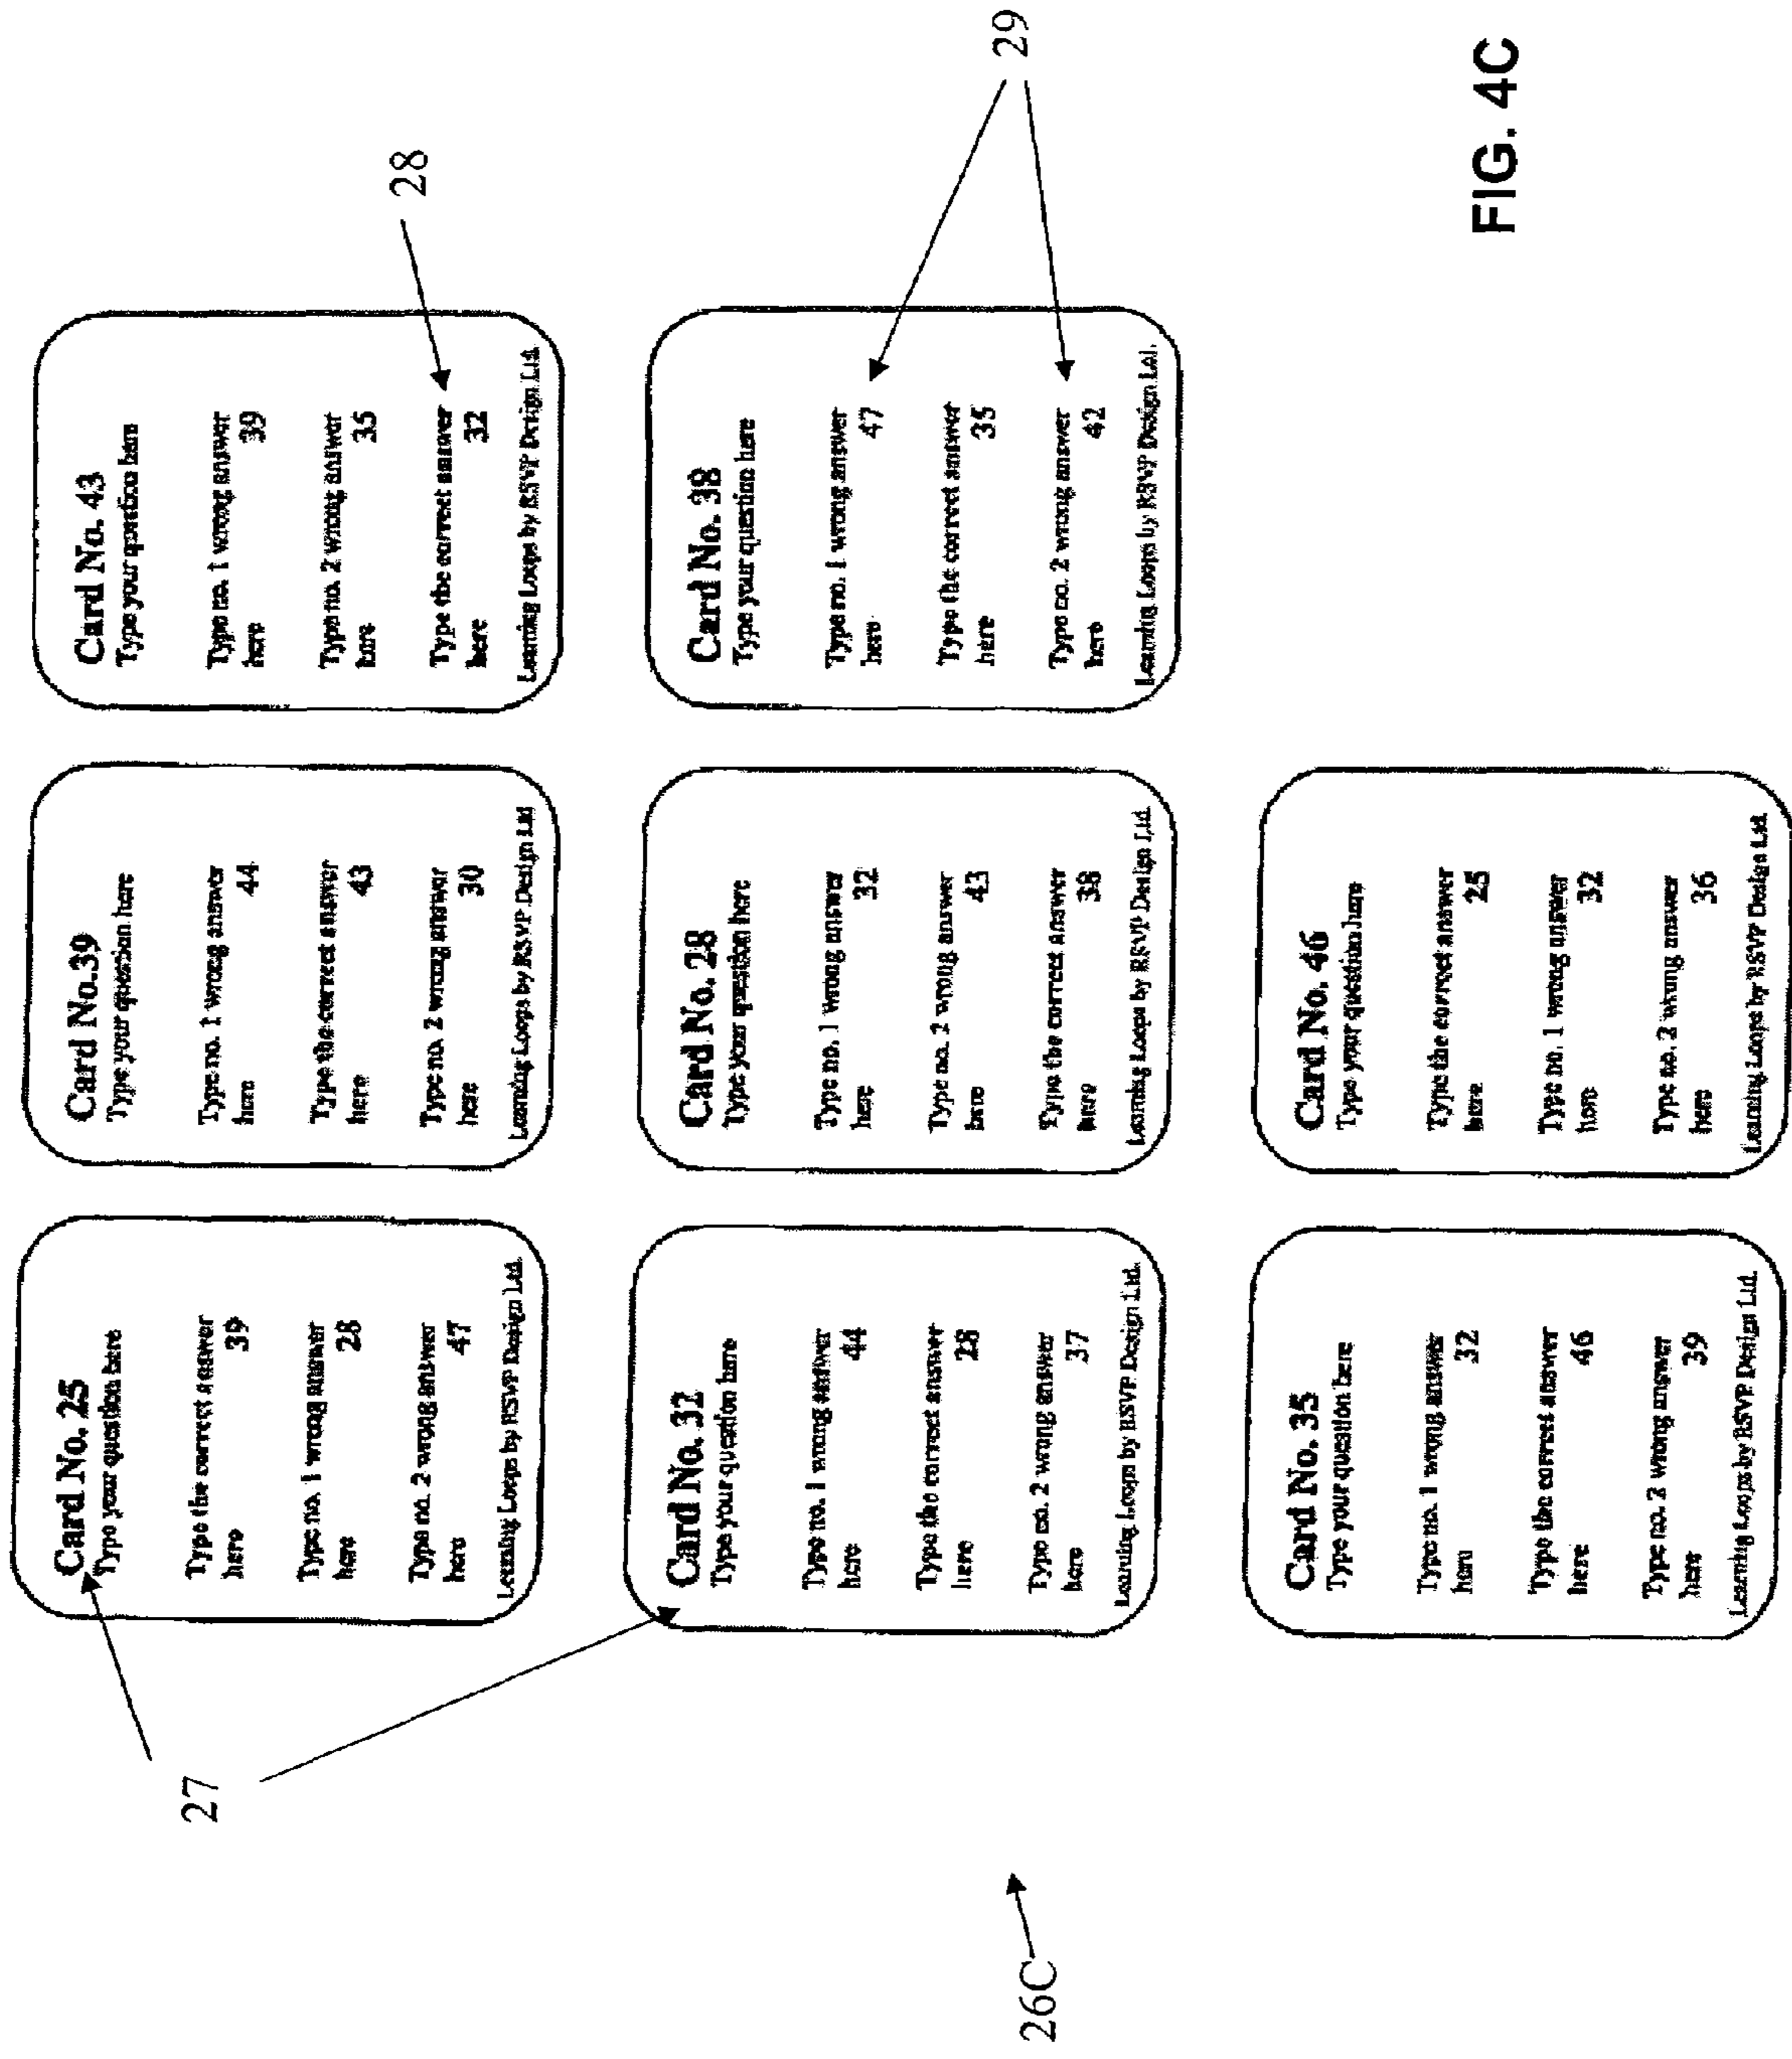 Card No. 25
Type your question here
Type the correct answer
here 39
Type no. 1 wrong answer
here 28
Type no. 2 wrong answer
here 47
Learning Loops by RSVP Design Ltd.
Card No.39
Type your question here
Type no. 1 wrong answer
here 44
Type the correct answer
here 43
Type no. 2 wrong answer
here 30
Learning Loops by RSVP Design Ltd
Card No. 43
Type your question here
Type no. 1 wrong answer
here 39
Type no. 2 wrong answer
here 35
Type the correct answer
here 32
Learning Loops by RSVP Design Ltd.
27
28
Card No. 32
Type your question here
Type no. 1 wrong answer
here 44
Type the correct answer
here 28
Type no. 2 wrong answer
here 37
Learning Loops by RSVP Design Ltd.
Card No. 28
Type your question here
Type no. 1 wrong answer
here 32
Type no. 2 wrong answer
here 43
Type the correct answer
here 38
Learning Loops by RSVP Design Ltd.
Card No. 38
Type your question here
Type no. 1 wrong answer
here 47
Type the correct answer
here 35
Type no. 2 wrong answer
here 42
Learning Loops by RSVP Design Ltd.
29
26C
Card No. 35
Type your question here
Type no. 1 wrong answer
here 32
Type the correct answer
here 46
Type no. 2 wrong answer
here 39
Learning Loops by RSVP Design Ltd.
Card No. 46
Type your question here
Type the correct answer
here 25
Type no. 1 wrong answer
here 32
Type no. 2 wrong answer
here 36
Learning Loops by RSVP Design Ltd.
FIG. 4C